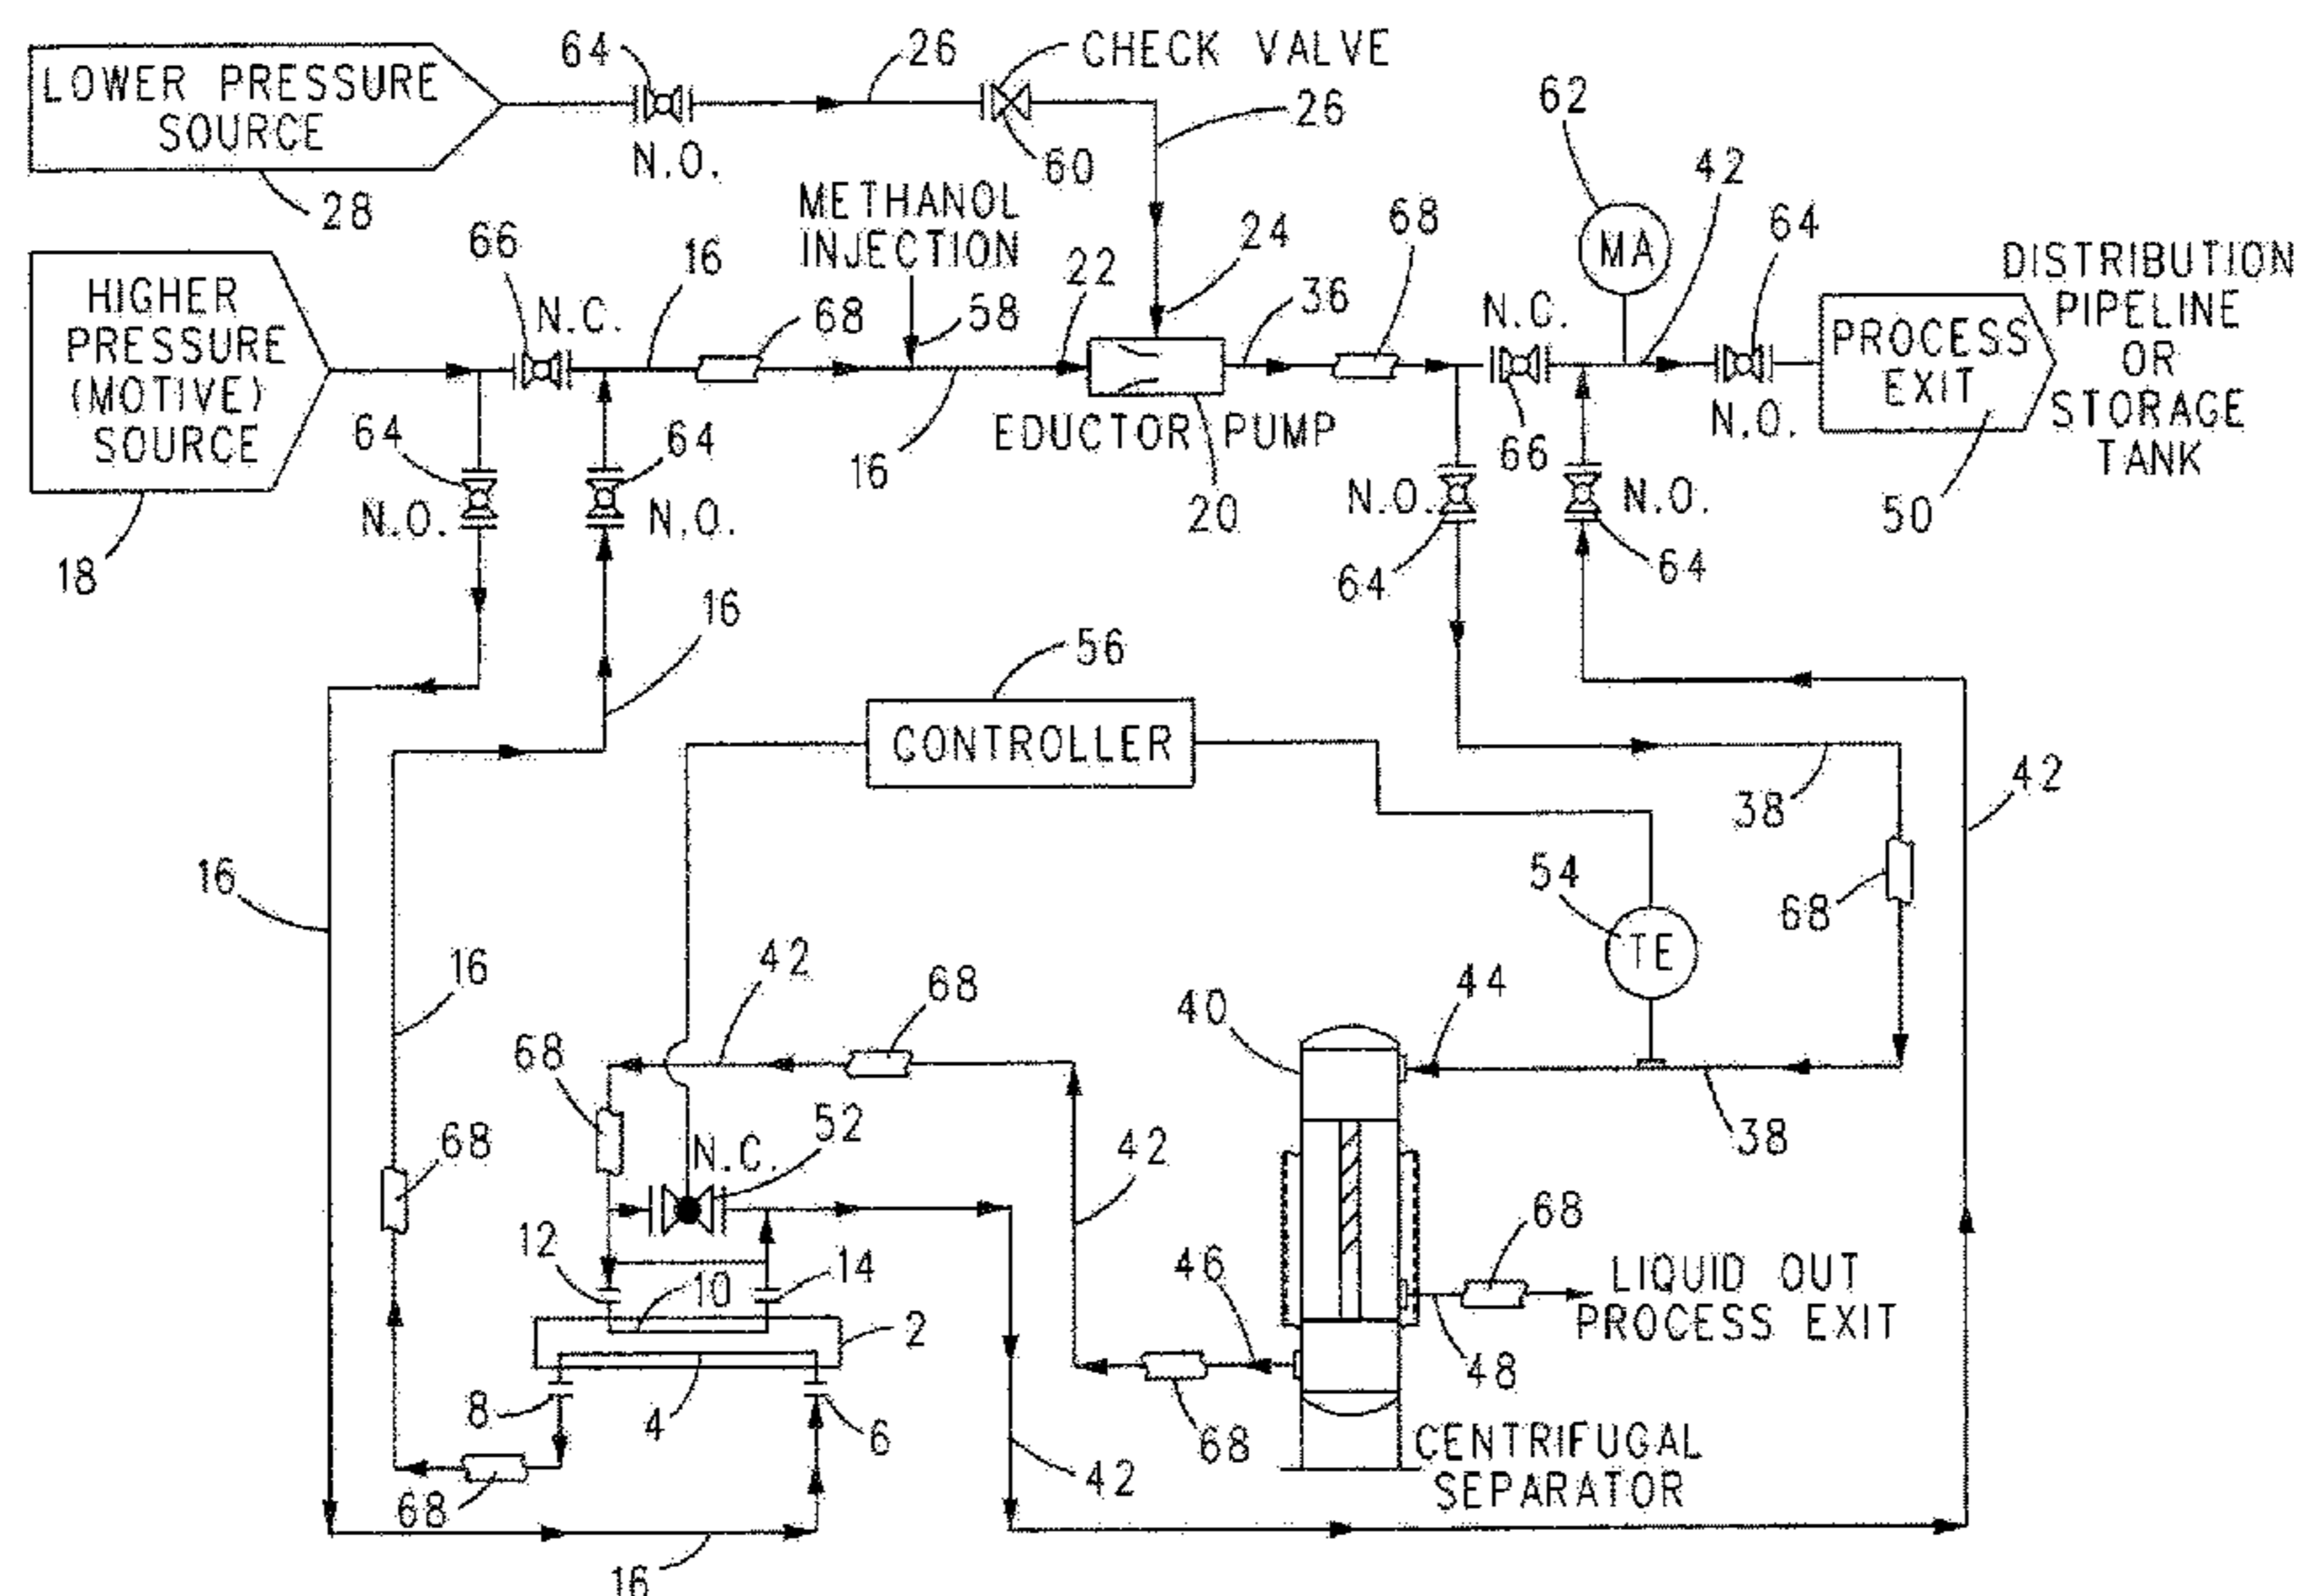 64
26
CHECK VALVE
LOWER PRESSURE
SOURCE
N.O.
60
26
62
28
METHANOL
INJECTION
66
16
N.C.
68
58
22
24
36
68
42
64
MA
N.C.
DISTRIBUTION
PIPELINE
OR
STORAGE
TANK
HIGHER
PRESSURE
(MOTIVE)
SOURCE
PROCESS
EXIT
EDUCTOR PUMP
N.O.
64
64
16
66
N.O.
N.O.
20
N.O.
N.O.
50
18
64
64
16
56
CONTROLLER
38
42
16
54
68
TE
16
42
68
40
44
68
38
68
N.C.
52
42
68
12
10
14
46
LIQUID OUT
PROCESS EXIT
2
48
8
4
6
68
CENTRIFUGAL
SEPARATOR
68
42
16